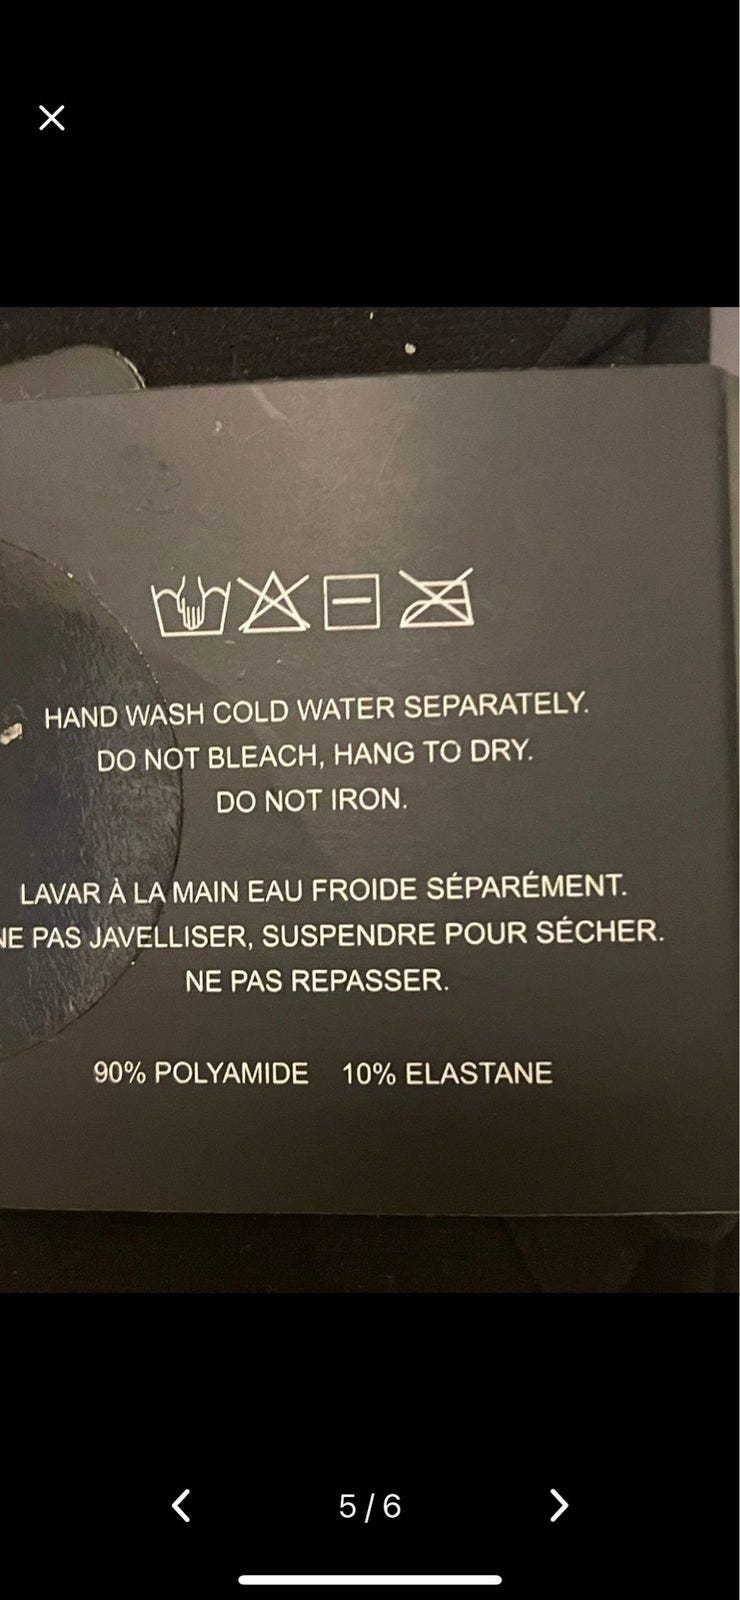 HAND WASH COLD WATER SEPARATELY.
DO NOT BLEACH, HANG TO DRY.
DO NOT IRON.
LAVAR À LA MAIN EAU FROIDE SÉPARÉMENT.
NE PAS JAVELLISER, SUSPENDRE POUR SÉCHER.
NE PAS REPASSER.
90% POLYAMIDE 10% ELASTANE
5 / 6